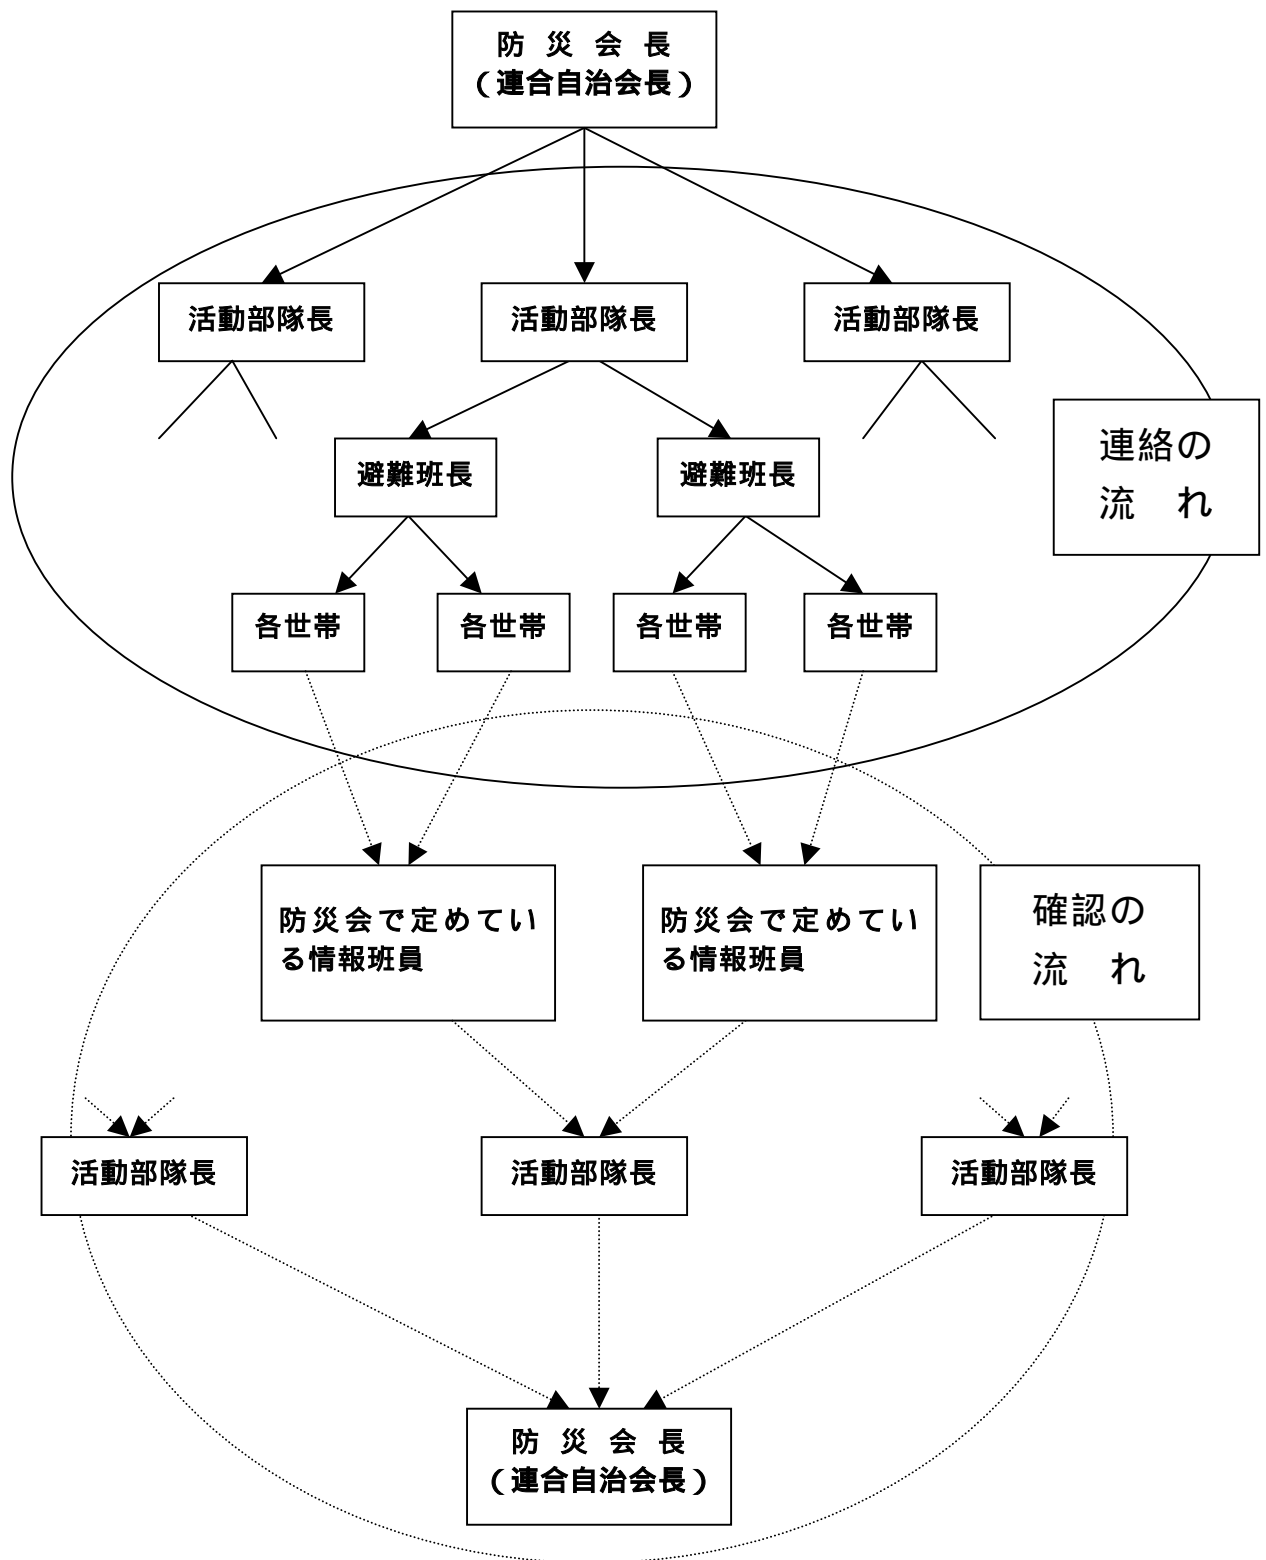 防 災 会 長
（連合自治会長）
活動部隊長
活動部隊長
活動部隊長
連絡の
流　れ
避難班長
避難班長
各世帯
各世帯
各世帯
各世帯
防災会で定めてい
る情報班員
防災会で定めてい
る情報班員
確認の
流　れ
活動部隊長
活動部隊長
活動部隊長
防 災 会 長
（連合自治会長）